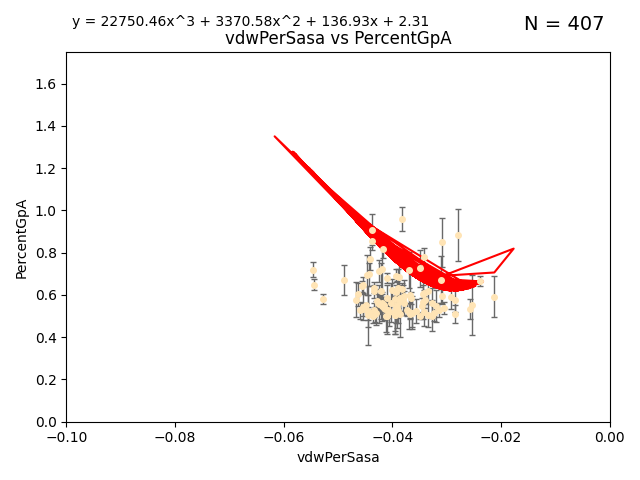 y = 22750.46x^3 + 3370.58x^2 + 136.93x + 2.31
N = 407
vdwPerSasa vs PercentGpA
1.6
1.4
1.2
1.0
0.8
0.6
0.4
0.2
0.0
PercentGpA
−0.10 −0.08 −0.06 −0.04 −0.02 0.00
vdwPerSasa